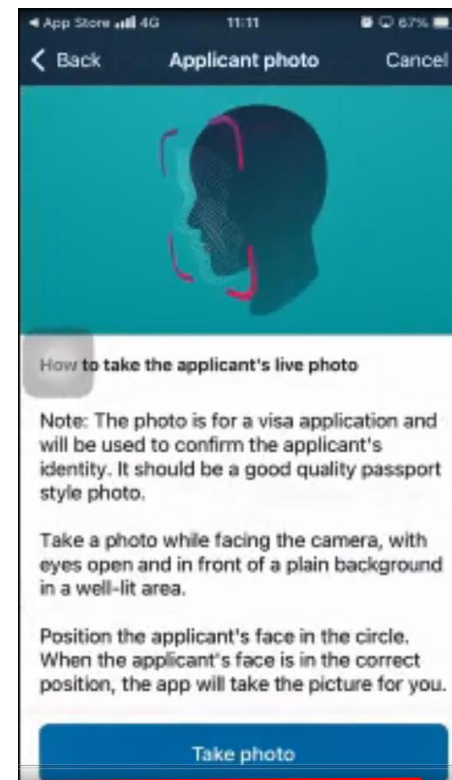 App Store 4G 11:11 67%
Back Applicant photo Cancel
How to take the applicant's live photo
Note: The photo is for a visa application and
will be used to confirm the applicant's
identity. It should be a good quality passport
style photo.
Take a photo while facing the camera, with
eyes open and in front of a plain background
in a well-lit area.
Position the applicant's face in the circle.
When the applicant's face is in the correct
position, the app will take the picture for you.
Take photo